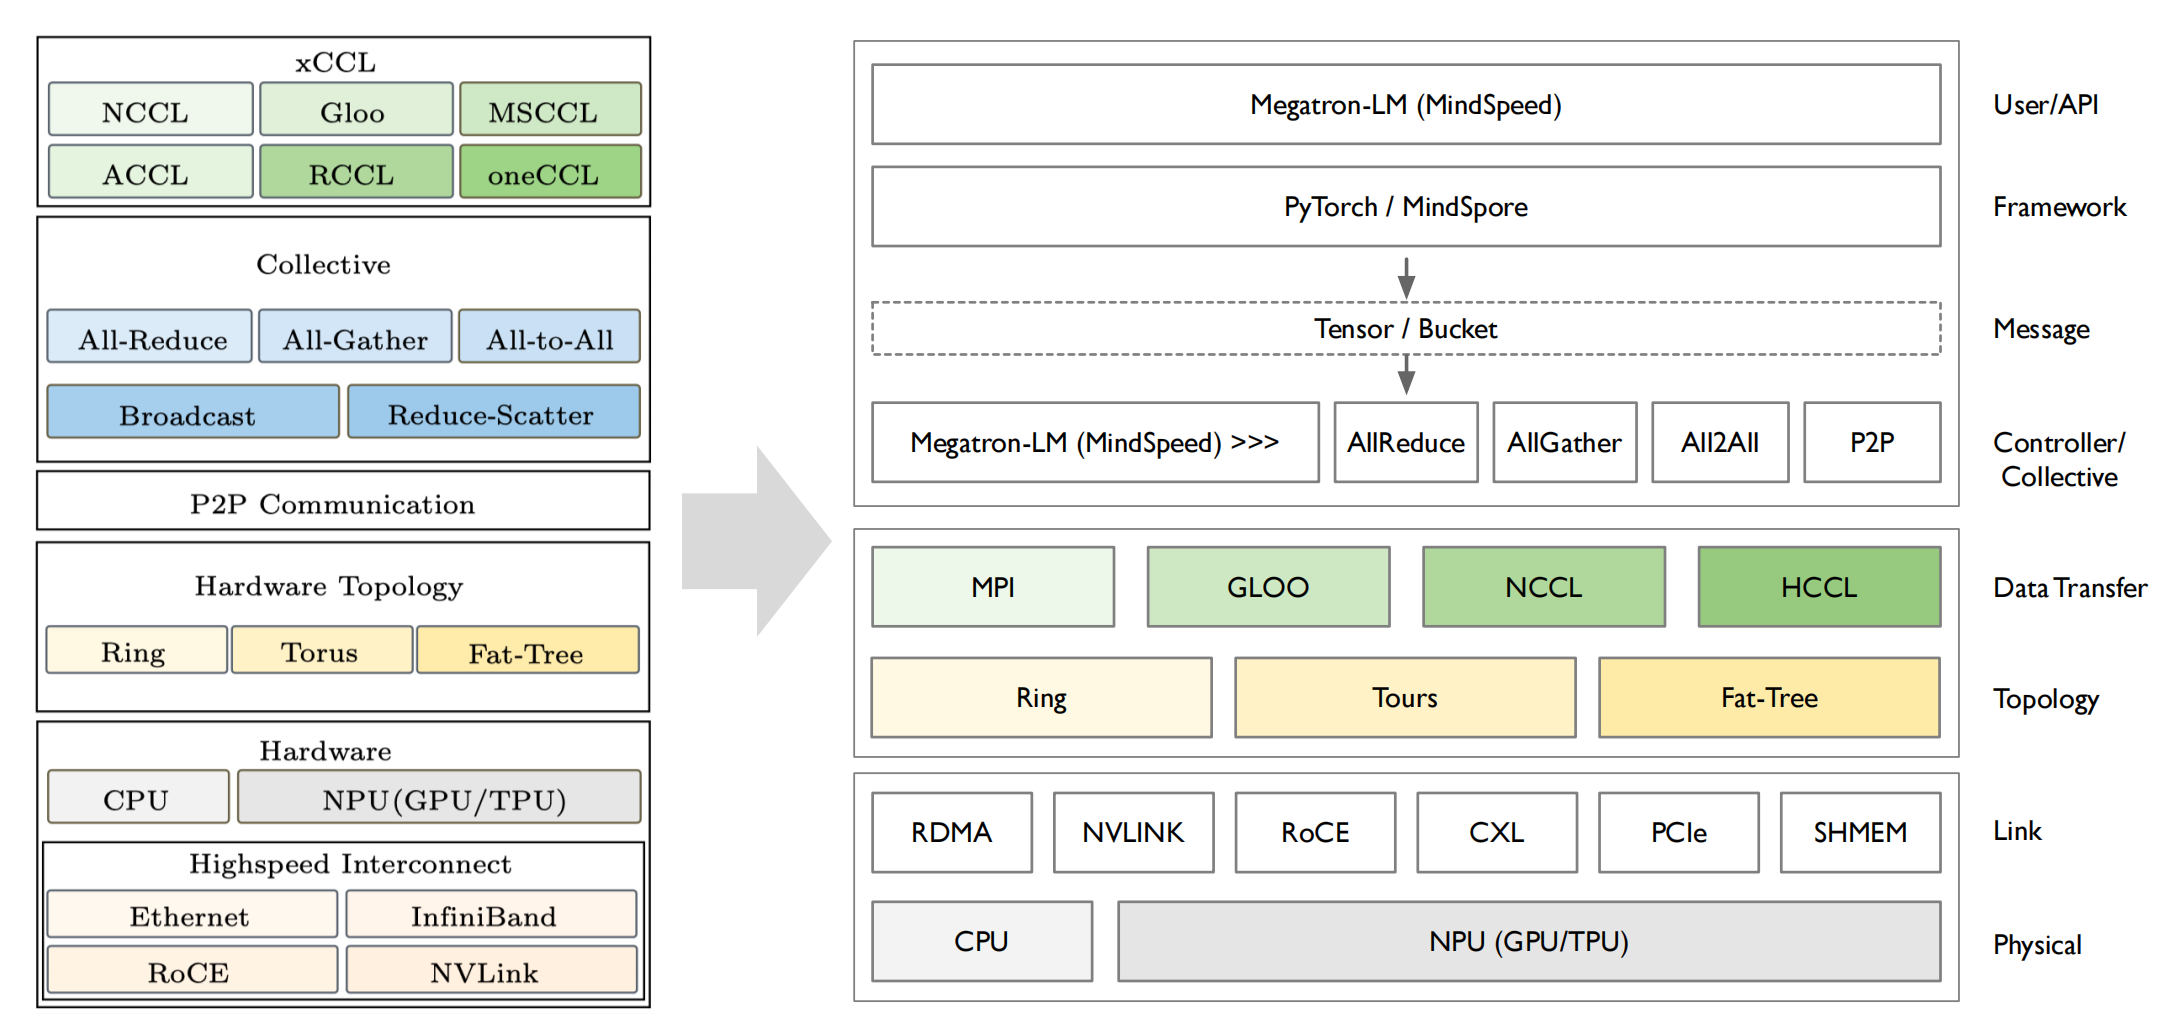 xCCL
NCCL Gloo MSCCL
ACCL RCCL oneCCL
Collective
All-Reduce All-Gather All-to-All
Broadcast Reduce-Scatter
P2P Communication
Hardware Topology
Ring Torus Fat-Tree
Hardware
CPU NPU(GPU/TPU)
Highspeed Interconnect
Ethernet InfiniBand
RoCE NVLink
Megatron-LM (MindSpeed) User/API
PyTorch / MindSpore Framework
Tensor / Bucket Message
Megatron-LM (MindSpeed) >>> AllReduce AllGather All2All P2P Controller/
Collective
MPI GLOO NCCL HCCL Data Transfer
Ring Tours Fat-Tree Topology
RDMA NVLINK RoCE CXL PCIe SHMEM Link
CPU NPU (GPU/TPU) Physical